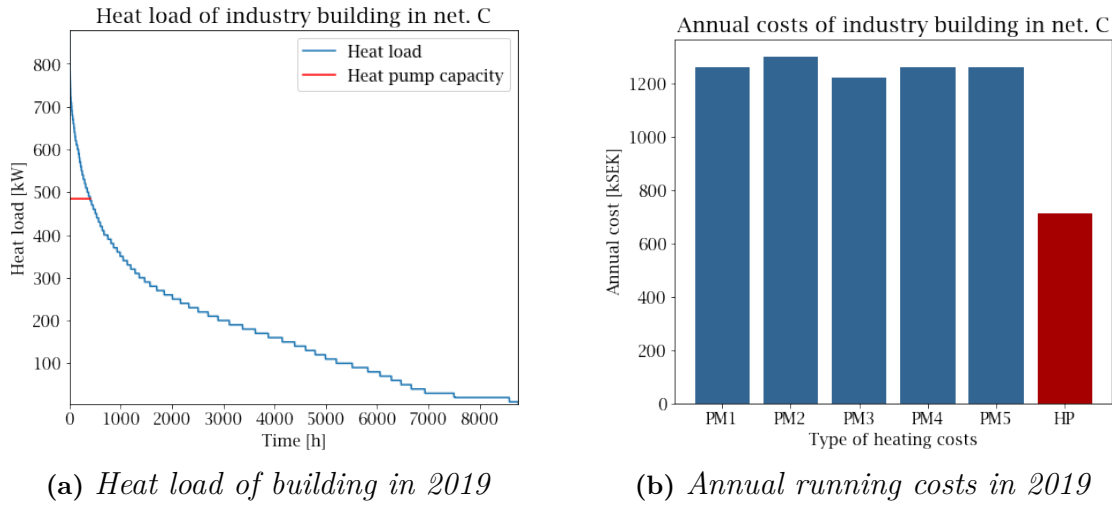 Heat load of industry building in net. C
Heat load
Heat pump capacity
800
700
600
500
400
300
200
100
Heat load [kW]
0 1000 2000 3000 4000 5000 6000 7000 8000
Time [h]
(a) Heat load of building in 2019
Annual costs of industry building in net. C
1200
1000
800
600
400
200
0
Annual cost [kSEK]
PM1 PM2 PM3 PM4 PM5 HP
Type of heating costs
(b) Annual running costs in 2019